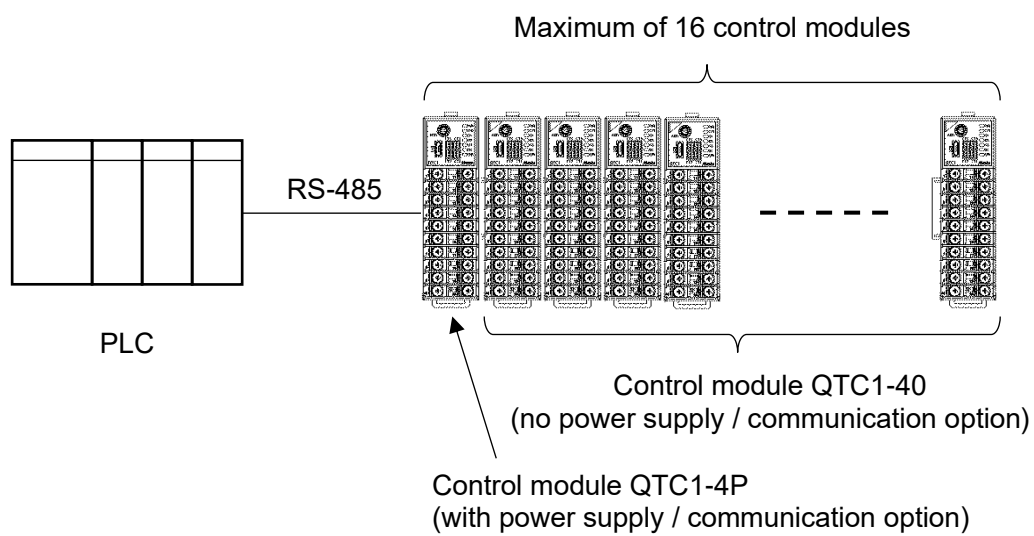 Maximum of 16 control modules
RS-485
PLC
Control module QTC1-40
(no power supply / communication option)
Control module QTC1-4P
(with power supply / communication option)